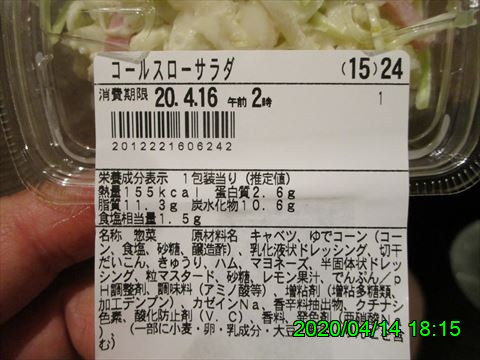 コールスローサラダ (15)24
消費期限 20.4.16 午前2時 1
2012221606242
栄養成分表示 1包装当り(推定値)
熱量155kcal 蛋白質2.6g
脂質11.3g 炭水化物10.6g
食塩相当量1.5g
名称 惣菜 原材料名 キャベツ、ゆでコーン(コー
ン、食塩、砂糖、醸造酢)、乳化液状ドレッシング、切干
だいこん、きゅうり、ハム、マヨネーズ、半固体状ドレッ
シング、粒マスタード、砂糖、レモン果汁、でんぷん/p
H調整剤、調味料(アミノ酸等)、増粘剤(増粘多糖類、
加工デンプン)、カゼインNa、香辛料抽出物、クチナシ
色素、酸化防止剤(V.C)、香料、発色剤(亜硝酸N
(一部に小麦・卵・乳成分・大豆
む)
2020/04/14 18:15